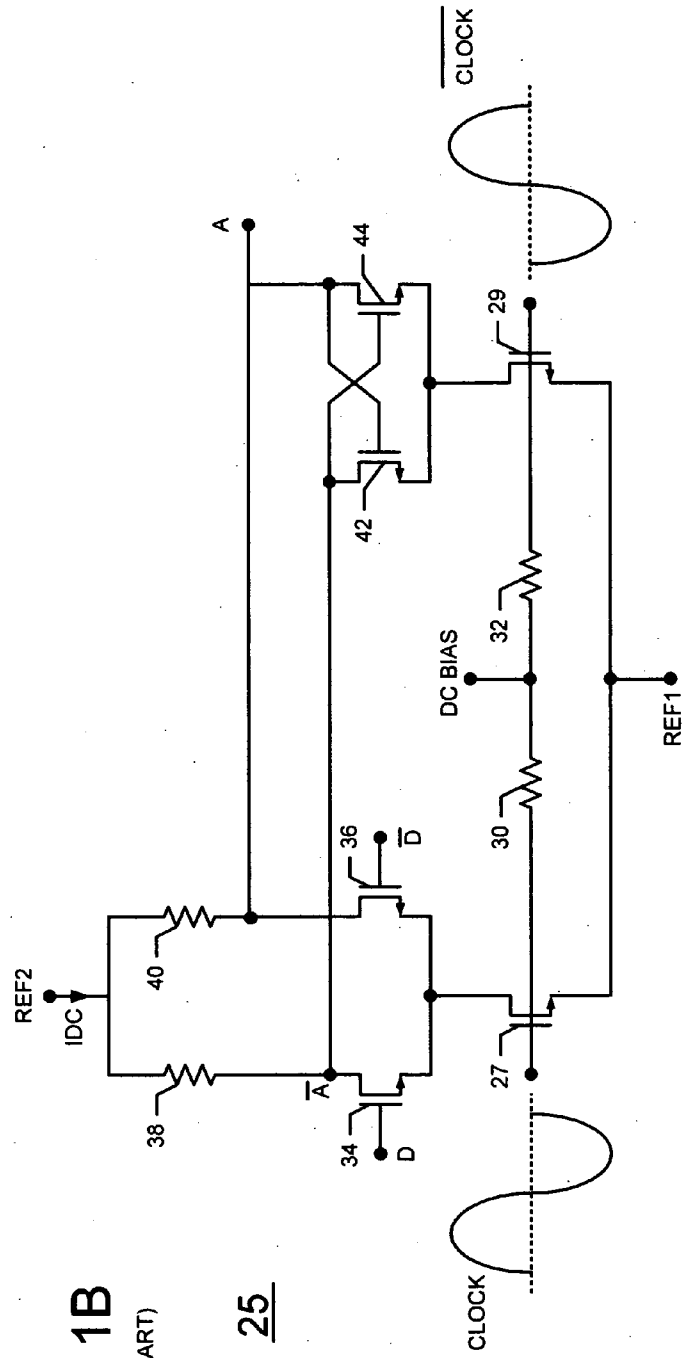 1B
ART)
25
REF2
IDC
38
40
A
A̅
34
D
36
D̅
42
44
DC BIAS
30
32
27
29
CLOCK
C̅L̅O̅C̅K̅
REF1